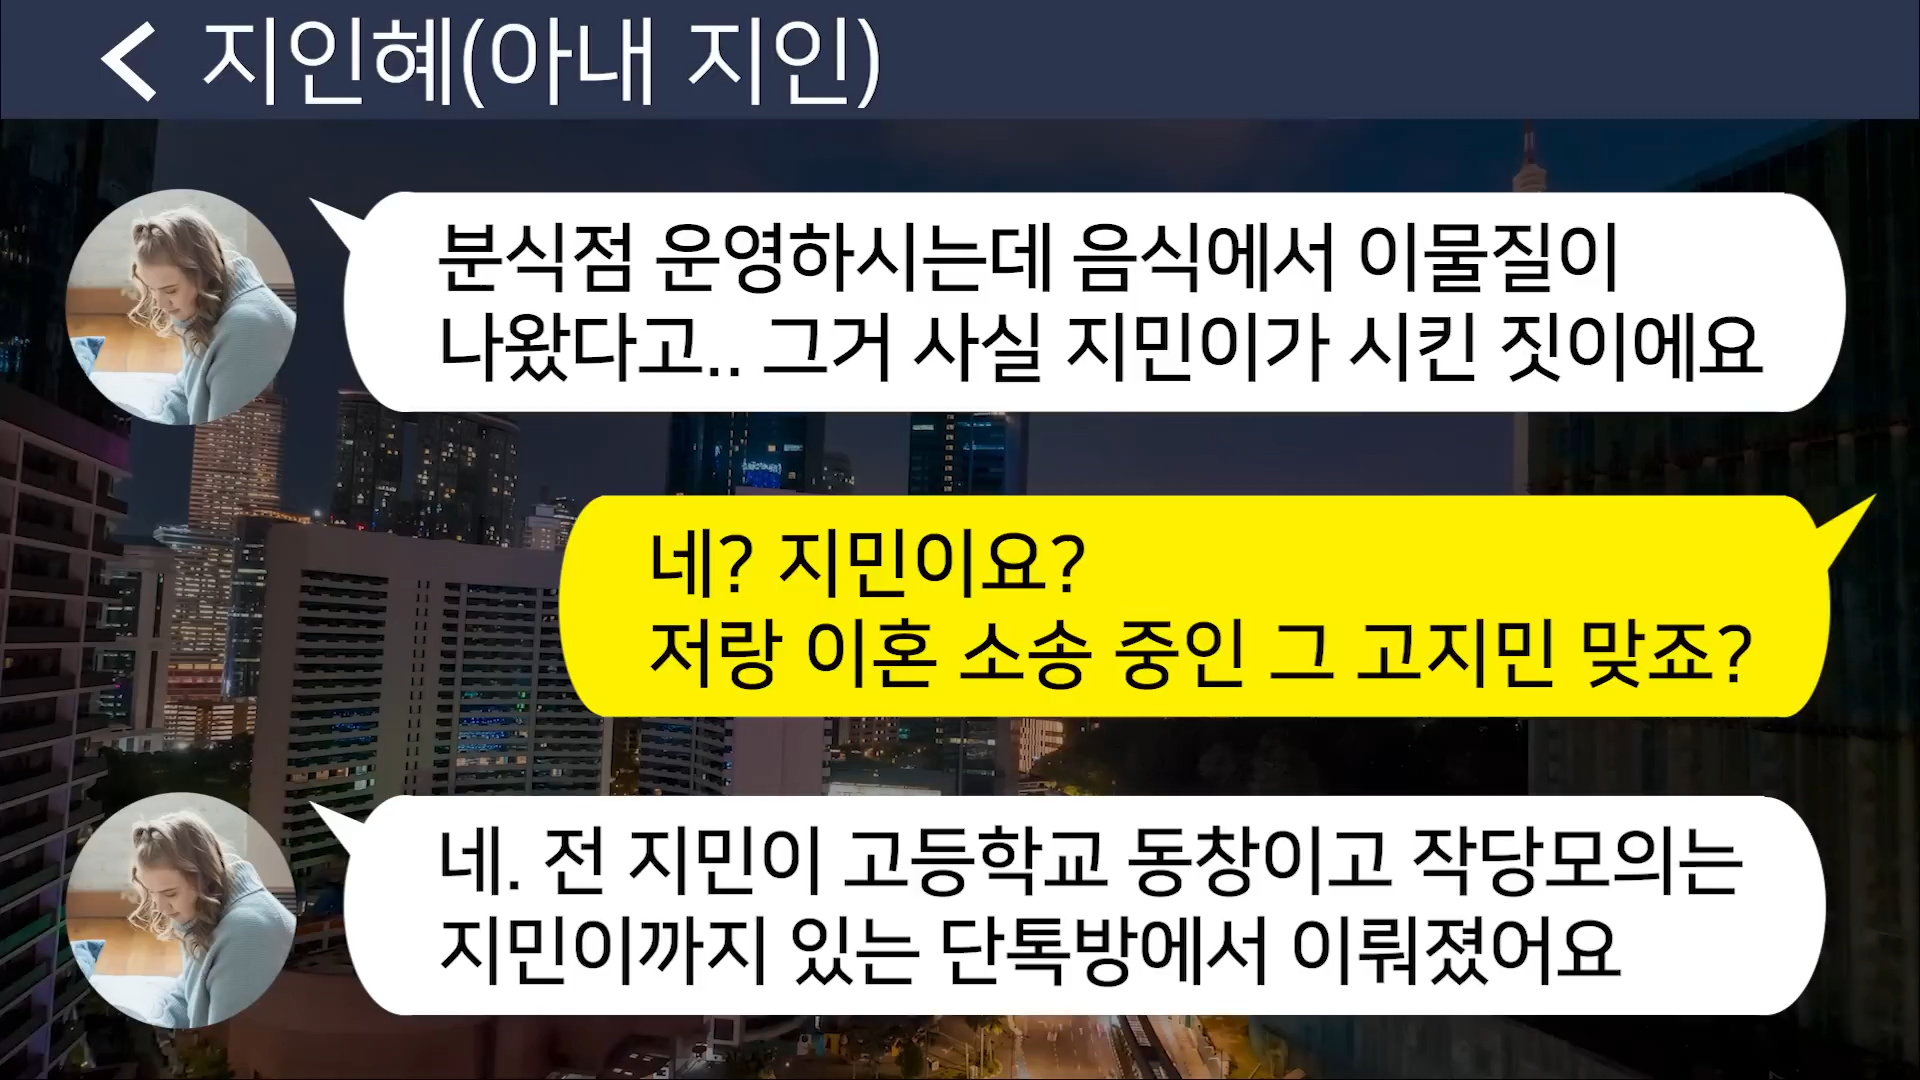 지인혜(아내 지인)
분식점 운영하시는데 음식에서 이물질이
나왔다고.. 그거 사실 지민이가 시킨 짓이에요
네? 지민이요?
저랑 이혼 소송 중인 그 고지민 맞죠?
네. 전 지민이 고등학교 동창이고 작당모의는
지민이까지 있는 단톡방에서 이뤄졌어요